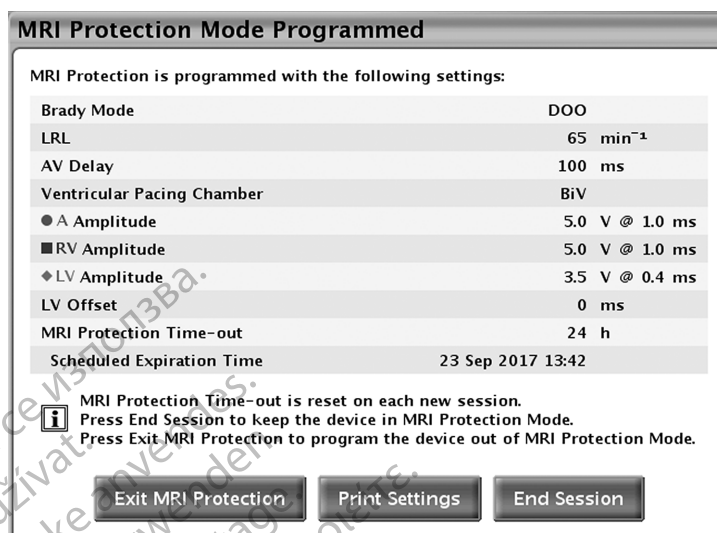 MRI Protection Mode Programmed
MRI Protection is programmed with the following settings:
Brady Mode DOO
LRL 65 min⁻¹
AV Delay 100 ms
Ventricular Pacing Chamber BiV
A Amplitude 5.0 V @ 1.0 ms
RV Amplitude 5.0 V @ 1.0 ms
LV Amplitude 3.5 V @ 0.4 ms
LV Offset 0 ms
MRI Protection Time-out 24 h
Scheduled Expiration Time 23 Sep 2017 13:42
MRI Protection Time-out is reset on each new session.
Press End Session to keep the device in MRI Protection Mode.
Press Exit MRI Protection to program the device out of MRI Protection Mode.
Exit MRI Protection Print Settings End Session
се използва.